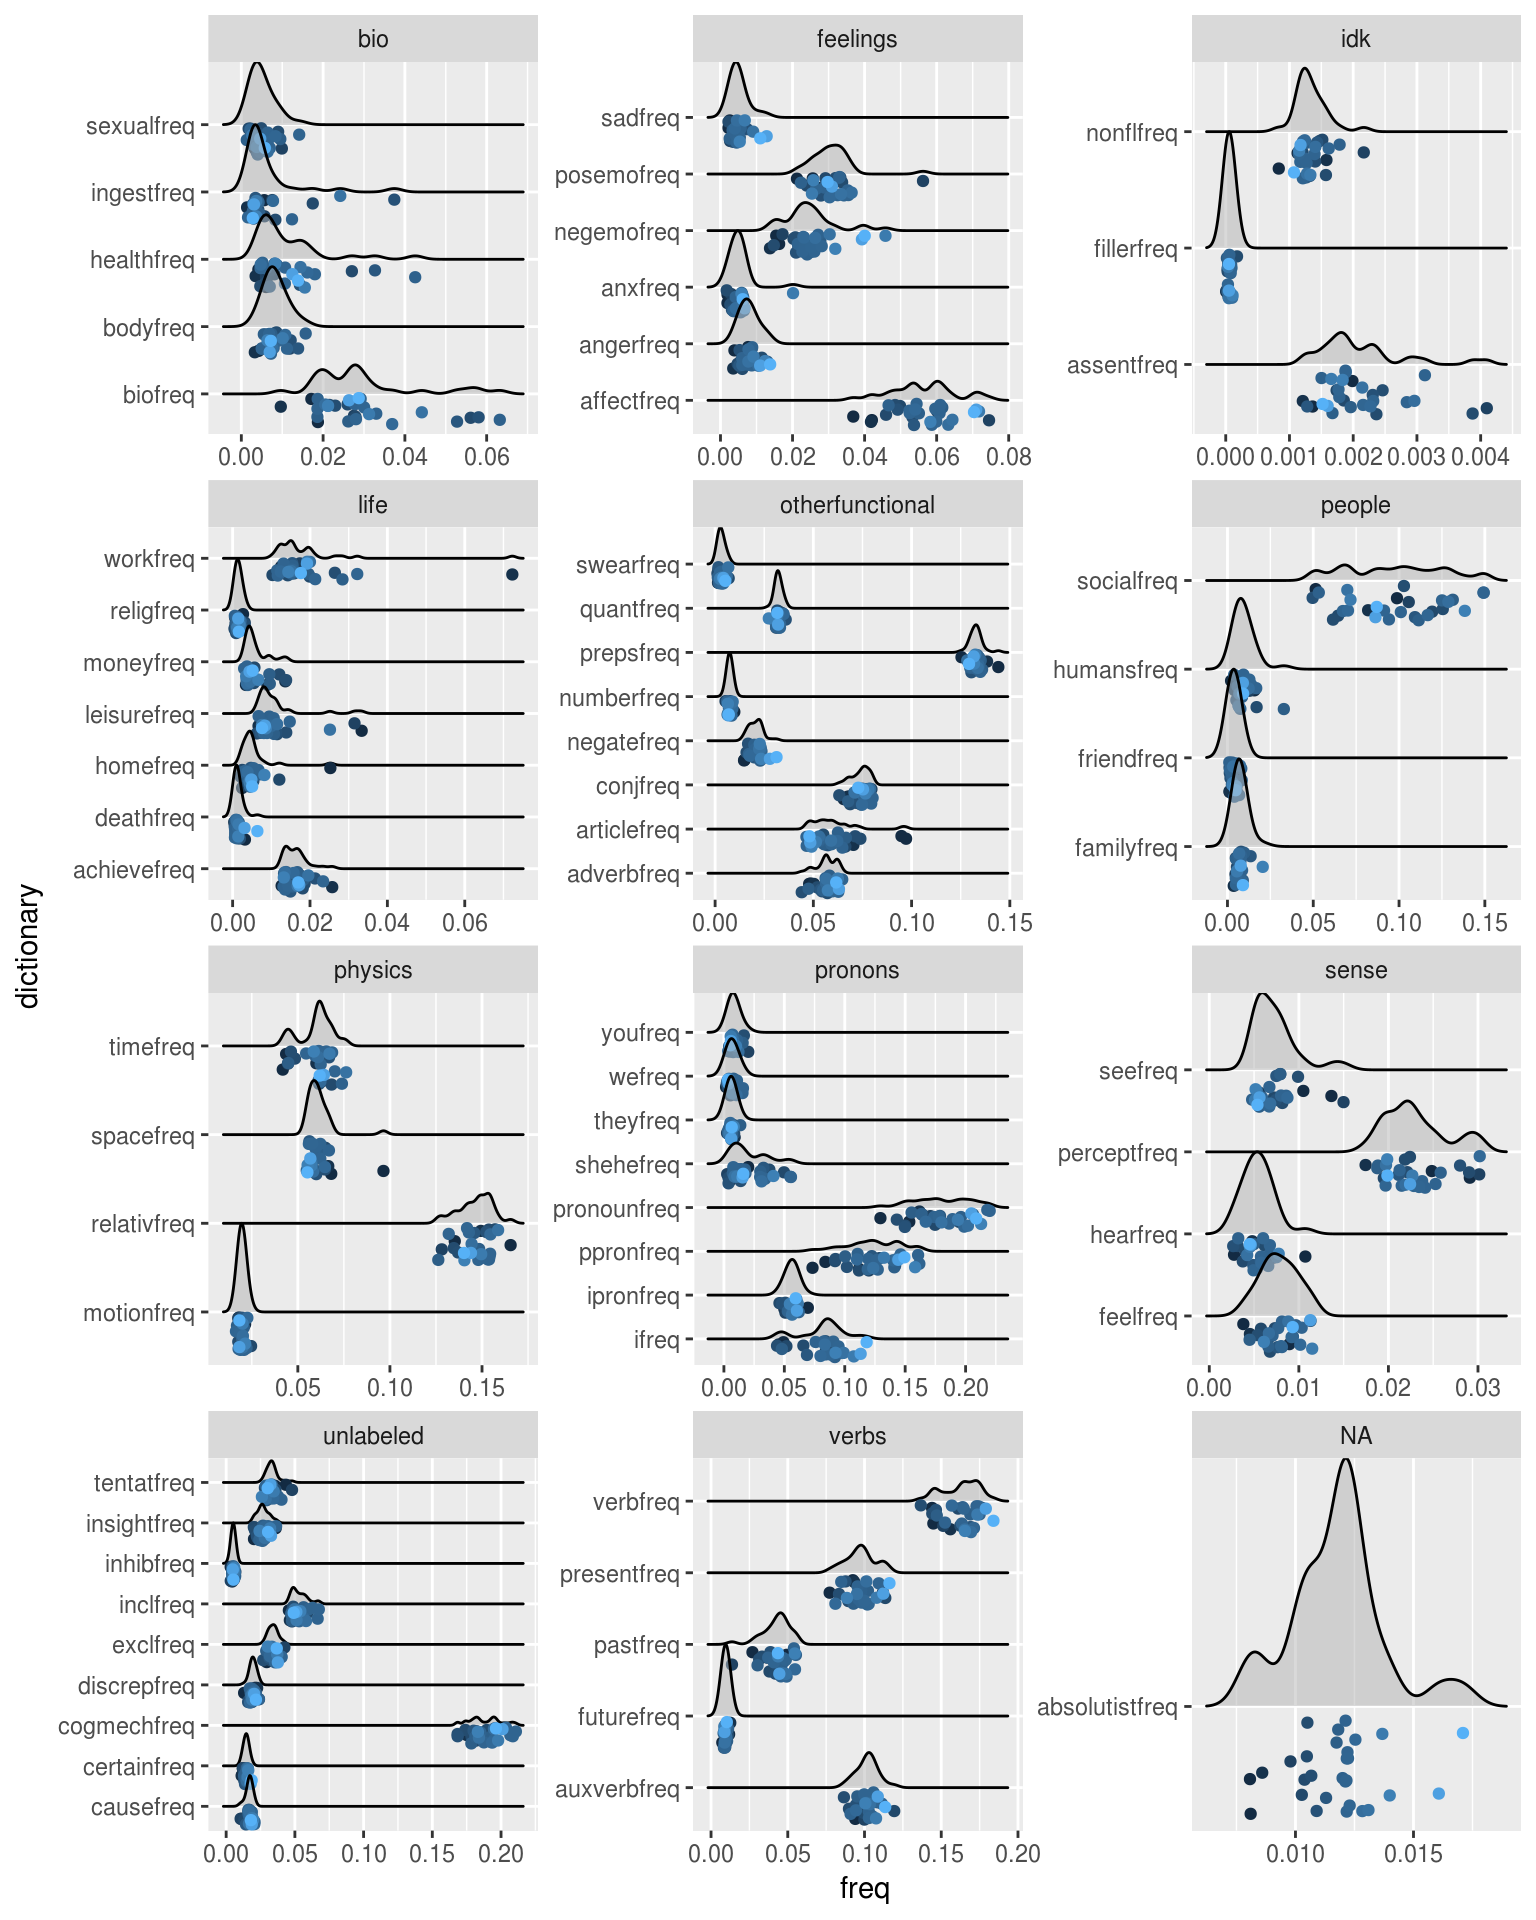 bio feelings idk
sexualfreq
ingestfreq
healthfreq
bodyfreq
biofreq
0.00 0.02 0.04 0.06
sadfreq
posemofreq
negemofreq
anxfreq
angerfreq
affectfreq
0.00 0.02 0.04 0.06 0.08
nonflfreq
fillerfreq
assentfreq
0.000 0.001 0.002 0.003 0.004
life otherfunctional people
workfreq
religfreq
moneyfreq
leisurefreq
homefreq
deathfreq
achievefreq
0.00 0.02 0.04 0.06
swearfreq
quantfreq
prepsfreq
numberfreq
negatefreq
conjfreq
articlefreq
adverbfreq
0.00 0.05 0.10 0.15
socialfreq
humansfreq
friendfreq
familyfreq
0.00 0.05 0.10 0.15
dictionary
physics pronons sense
timefreq
spacefreq
relativfreq
motionfreq
0.05 0.10 0.15
youfreq
wefreq
theyfreq
shehefreq
pronounfreq
ppronfreq
ipronfreq
ifreq
0.00 0.05 0.10 0.15 0.20
seefreq
perceptfreq
hearfreq
feelfreq
0.00 0.01 0.02 0.03
unlabeled verbs NA
tentatfreq
insightfreq
inhibfreq
inclfreq
exclfreq
discrepfreq
cogmechfreq
certainfreq
causefreq
0.00 0.05 0.10 0.15 0.20
verbfreq
presentfreq
pastfreq
futurefreq
auxverbfreq
0.00 0.05 0.10 0.15 0.20
absolutistfreq
0.010 0.015
freq